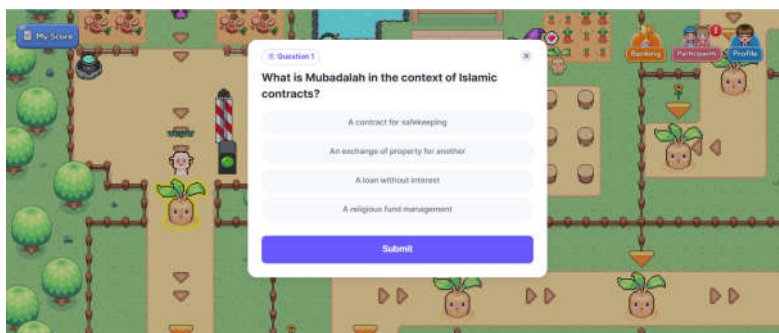 My Score
Ranking
Participants
1
Profile
Question 1
What is Mubadalah in the context of Islamic
contracts?
A contract for safekeeping
An exchange of property for another
A loan without interest
A religious fund management
Submit